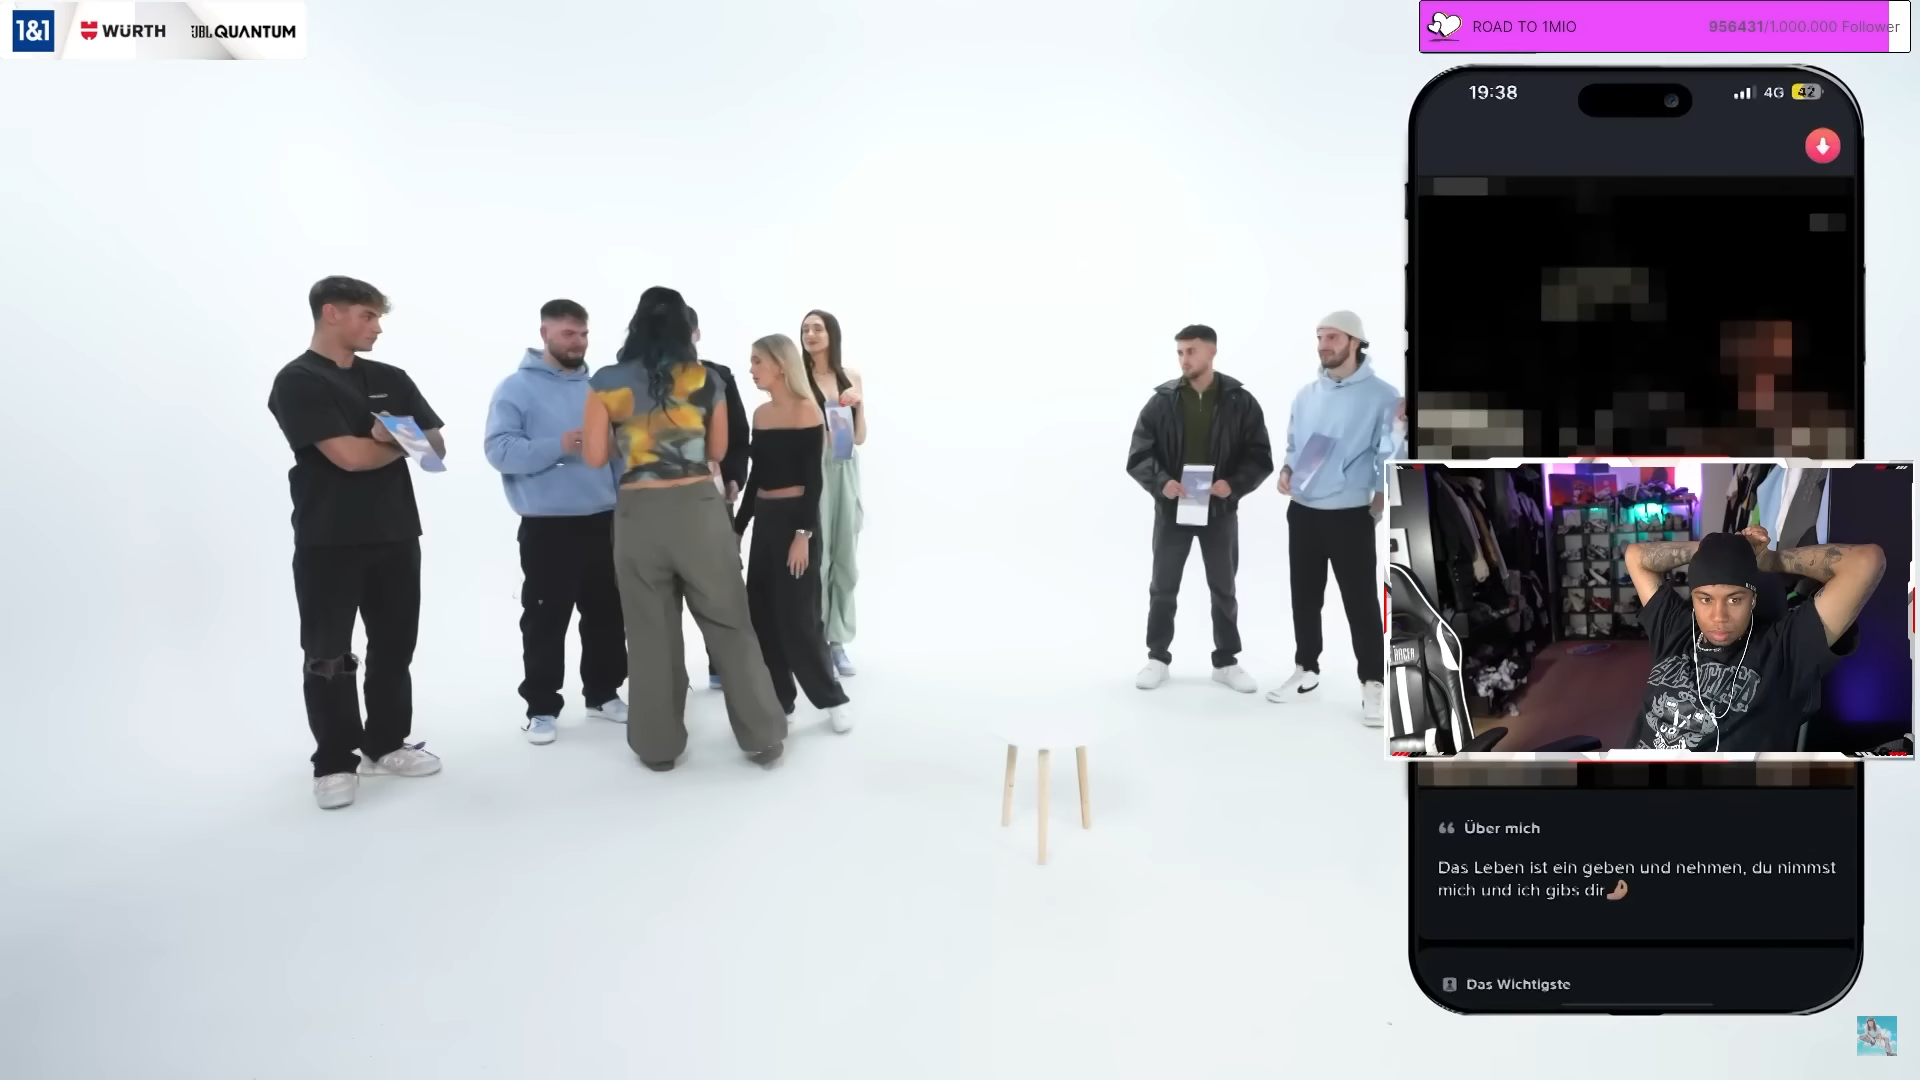 1&1 WÜRTH JBL QUANTUM
ROAD TO 1MIO 956431/1.000.000 Follower
19:38 4G 42
Über mich
Das Leben ist ein geben und nehmen, du nimmst
mich und ich gibs dir
Das Wichtigste